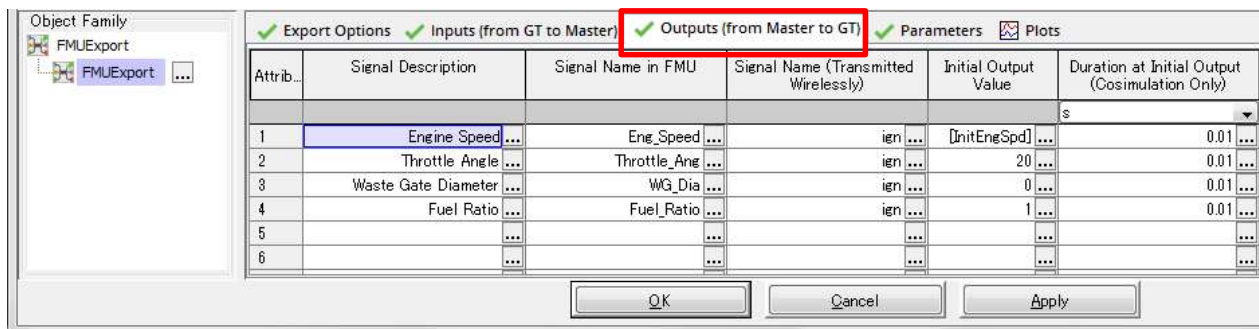 Object Family
FMUExport
FMUExport ...
Export Options Inputs (from GT to Master) Outputs (from Master to GT) Parameters Plots
Attrib... Signal Description Signal Name in FMU Signal Name (Transmitted Wirelessly) Initial Output Value Duration at Initial Output (Cosimulation Only)
s
1 Engine Speed ... Eng_Speed ... ign ... [InitEngSpd] ... 0.01 ...
2 Throttle Angle ... Throttle_Ang ... ign ... 20 ... 0.01 ...
3 Waste Gate Diameter ... WG_Dia ... ign ... 0 ... 0.01 ...
4 Fuel Ratio ... Fuel_Ratio ... ign ... 1 ... 0.01 ...
5 ... ... ... ... ...
6 ... ... ... ... ...
OK Cancel Apply